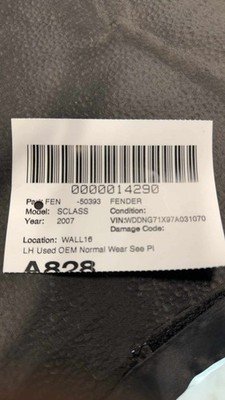 0000014290
Part: FEN -50393 FENDER
Model: SCLASS Condition:
Year: 2007 VIN:WDDNG71X97A031070
Damage Code:
Location: WALL16
LH Used OEM Normal Wear See Pi
A828